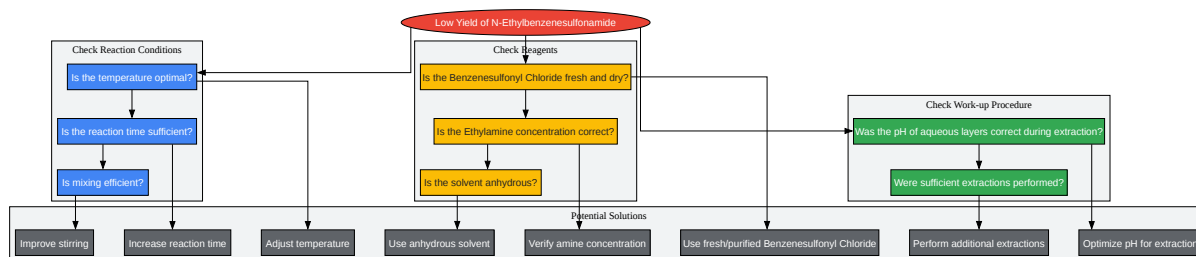 Low Yield of N-Ethylbenzenesulfonamide
Check Reaction Conditions
Check Reagents
Is the temperature optimal?
Is the Benzenesulfonyl Chloride fresh and dry?
Check Work-up Procedure
Is the reaction time sufficient?
Is the Ethylamine concentration correct?
Was the pH of aqueous layers correct during extraction?
Is mixing efficient?
Is the solvent anhydrous?
Were sufficient extractions performed?
Potential Solutions
Improve stirring
Increase reaction time
Adjust temperature
Use anhydrous solvent
Verify amine concentration
Use fresh/purified Benzenesulfonyl Chloride
Perform additional extractions
Optimize pH for extraction